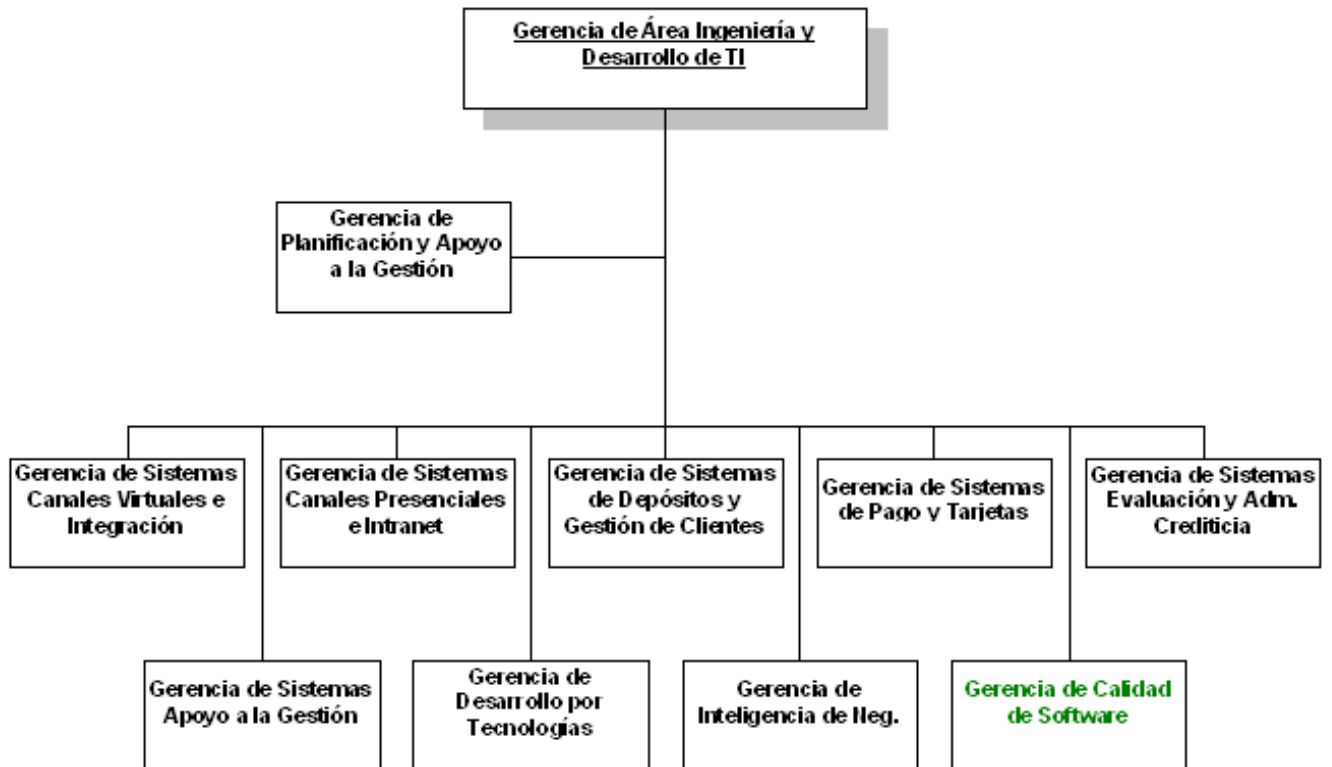 Gerencia de Área Ingeniería y
Desarrollo de TI
Gerencia de
Planificación y Apoyo
a la Gestión
Gerencia de Sistemas
Canales Virtuales e
Integración
Gerencia de Sistemas
Canales Presenciales
e Intranet
Gerencia de Sistemas
de Depósitos y
Gestión de Clientes
Gerencia de Sistemas
de Pago y Tarjetas
Gerencia de Sistemas
Evaluación y Adm.
Crediticia
Gerencia de Sistemas
Apoyo a la Gestión
Gerencia de
Desarrollo por
Tecnologías
Gerencia de
Inteligencia de Neg.
Gerencia de Calidad
de Software